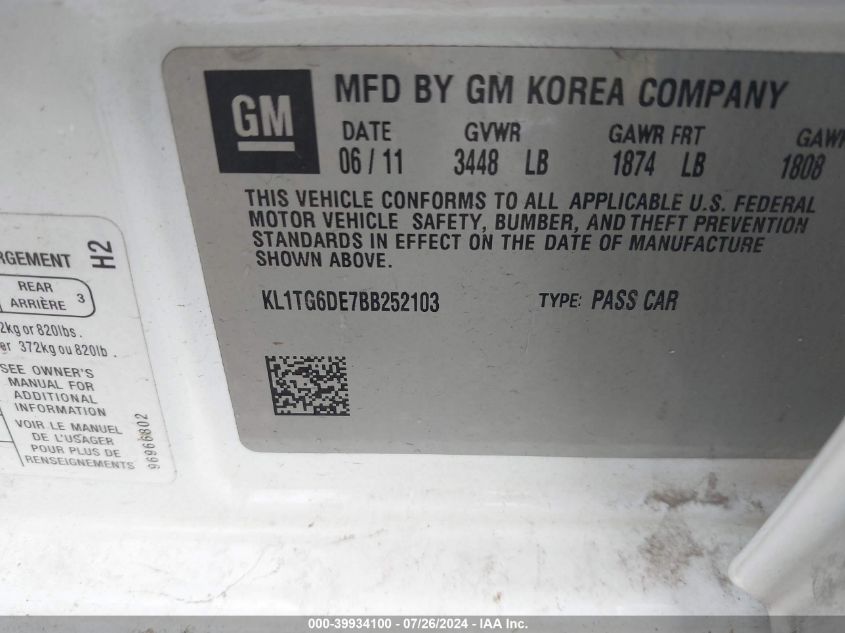 GM
MFD BY GM KOREA COMPANY
DATE GVWR GAWR FRT GAWR
06 / 11 3448 LB 1874 LB 1808
THIS VEHICLE CONFORMS TO ALL APPLICABLE U.S. FEDERAL
MOTOR VEHICLE SAFETY, BUMBER, AND THEFT PREVENTION
STANDARDS IN EFFECT ON THE DATE OF MANUFACTURE
SHOWN ABOVE.
KL1TG6DE7BB252103 TYPE: PASS CAR
RGEMENT
H2
REAR
ARRIÈRE 3
2kg or 820lbs.
er 372kg ou 820lb.
SEE OWNER'S
MANUAL FOR
ADDITIONAL
INFORMATION
VOIR LE MANUEL
DE L'USAGER
POUR PLUS DE
RENSEIGNEMENTS
96966802
000-39934100 - 07/26/2024 - IAA Inc.